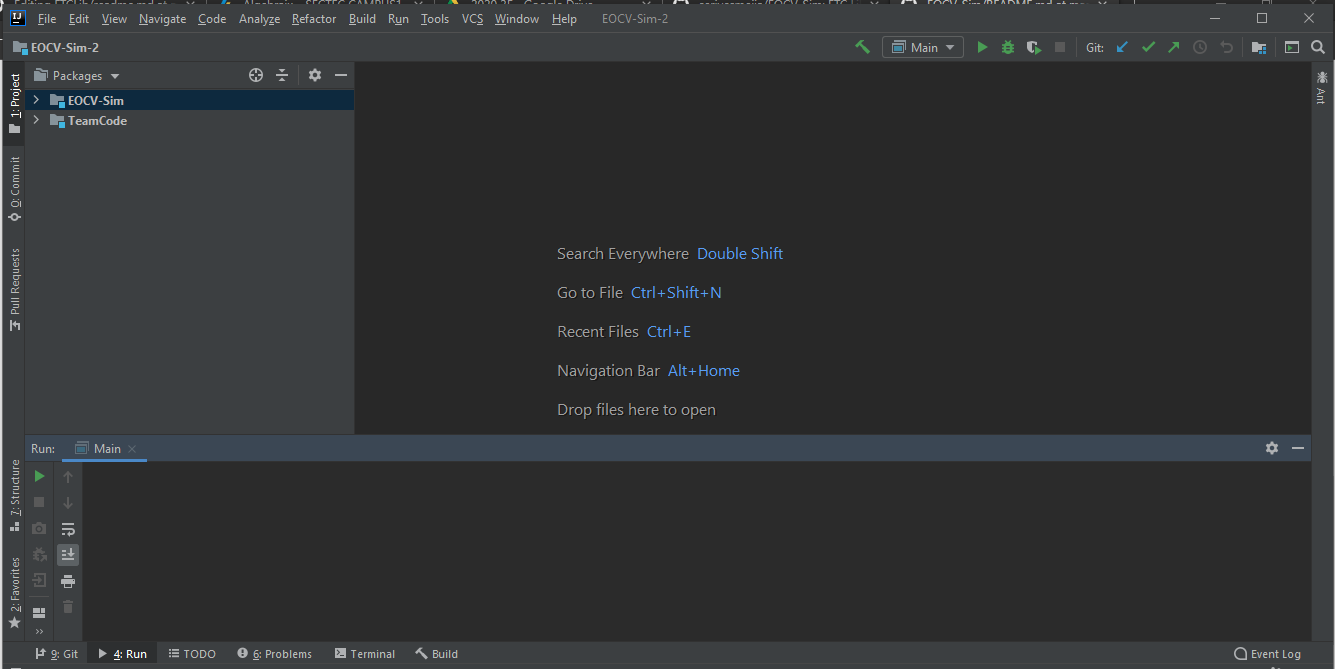 File Edit View Navigate Code Analyze Refactor Build Run Tools VCS Window Help EOCV-Sim-2
EOCV-Sim-2
Main
Git:
1: Project
Packages
EOCV-Sim
TeamCode
0: Commit
Pull Requests
Ant
Search Everywhere Double Shift
Go to File Ctrl+Shift+N
Recent Files Ctrl+E
Navigation Bar Alt+Home
Drop files here to open
Run: Main
7: Structure
2: Favorites
9: Git 4: Run TODO 6: Problems Terminal Build Event Log